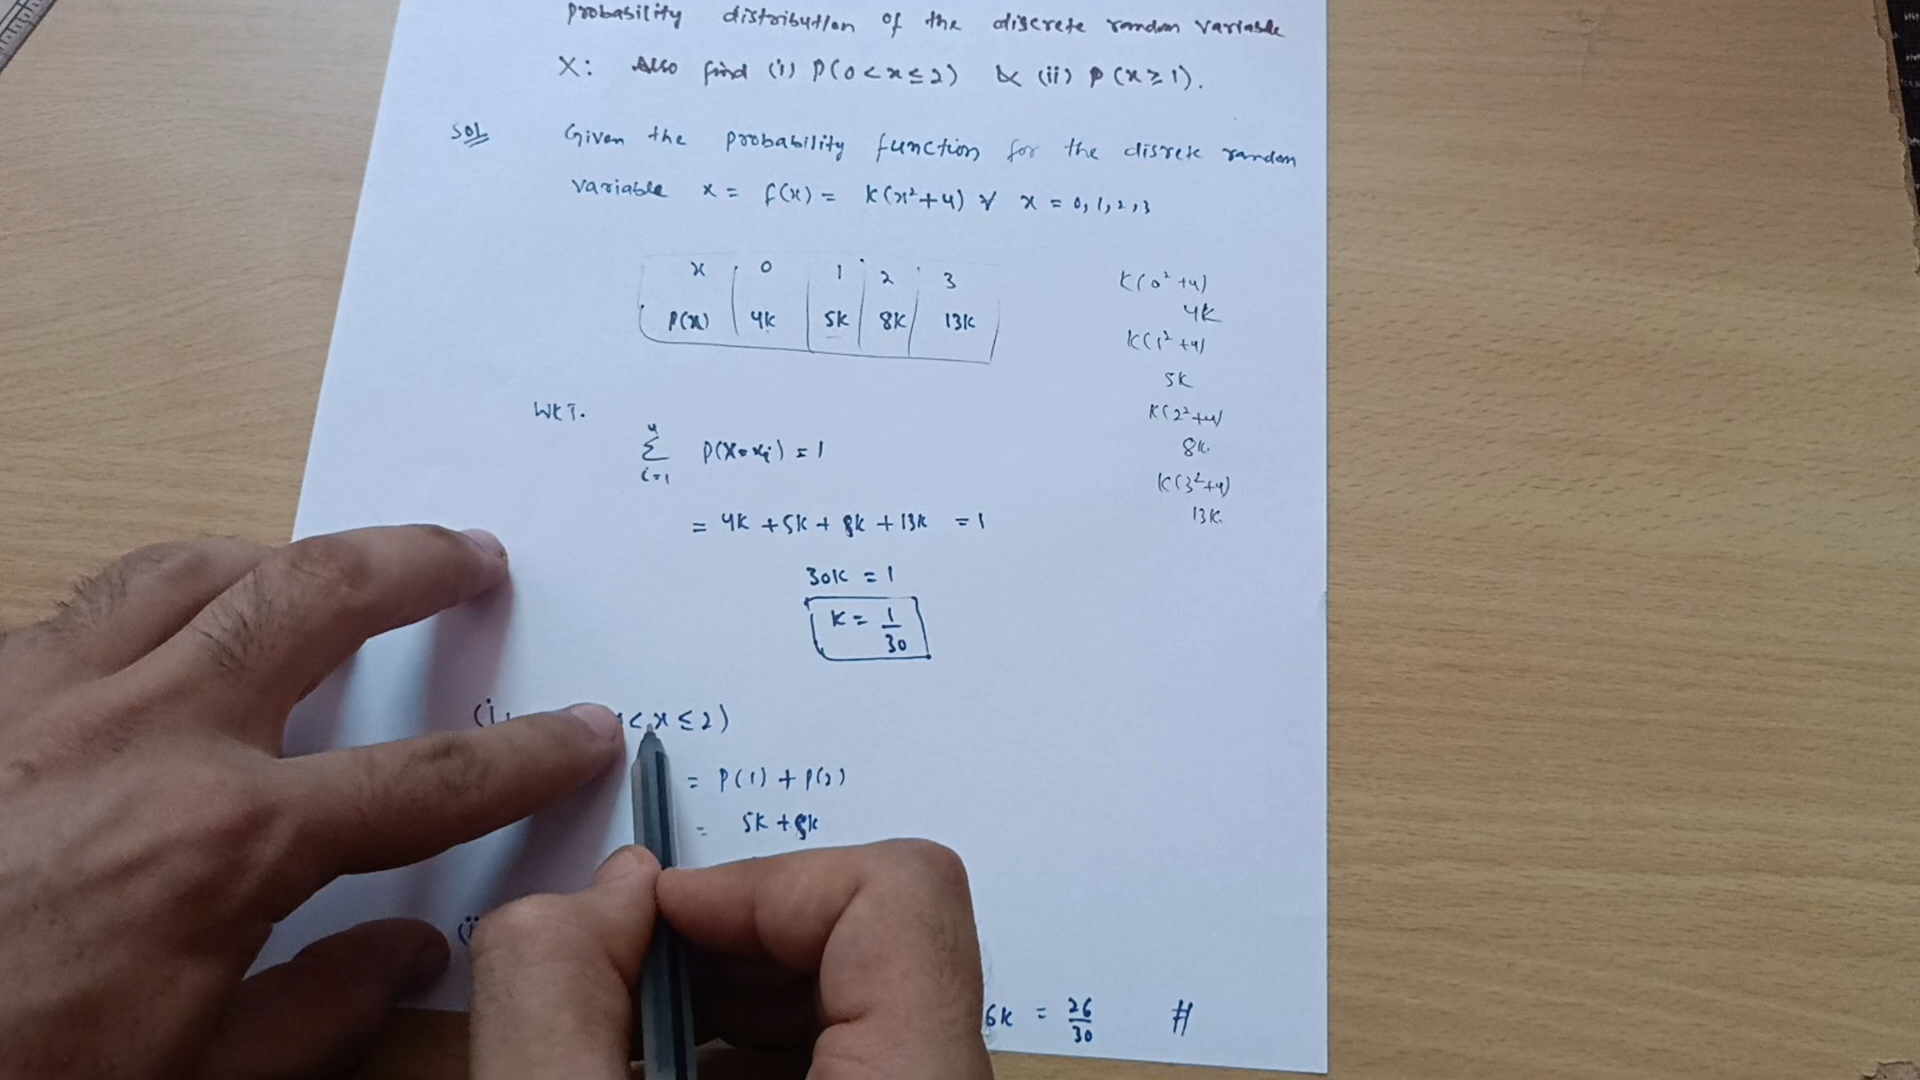 probability distribution of the discrete random variable
X: Also find (i) P(0<x≤2) & (ii) P(x≥1).
Sol Given the probability function for the discrete random
variable x = f(x) = K(x²+4) ∀ x = 0,1,2,3
x 0 1 2 3
P(x) 4K 5K 8K 13K
K(0²+4)
4K
K(1²+4)
5K
K(2²+4)
8K
K(3²+4)
13K
WKT.
4
Σ P(X=xi) = 1
i=1
= 4K + 5K + 8K + 13K = 1
30K = 1
K = 1/30
(i) <x≤2)
= P(1) + P(2)
= 5K + 8K
(ii
6K = 26/30 #